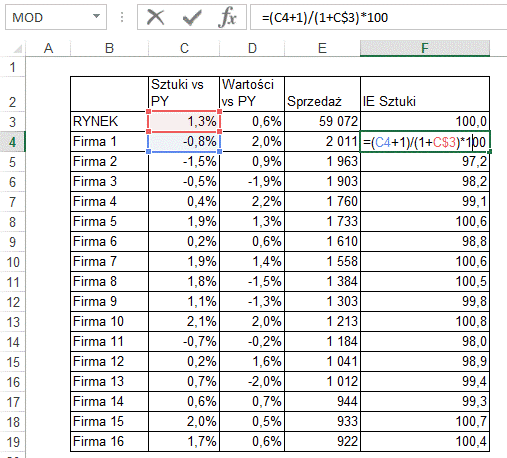 MOD =(C4+1)/(1+C$3)*100
A B C D E F
1
2 Sztuki vs PY Wartości vs PY Sprzedaż IE Sztuki
3 RYNEK 1,3% 0,6% 59 072 100,0
4 Firma 1 -0,8% 2,0% 2 011 =(C4+1)/(1+C$3)*100
5 Firma 2 -1,5% 0,9% 1 963 97,2
6 Firma 3 -0,5% -1,9% 1 903 98,2
7 Firma 4 0,4% 2,2% 1 760 99,1
8 Firma 5 1,9% 1,3% 1 733 100,6
9 Firma 6 0,2% 0,6% 1 610 98,8
10 Firma 7 1,9% 1,4% 1 558 100,6
11 Firma 8 1,8% -1,5% 1 384 100,5
12 Firma 9 1,1% -1,3% 1 303 99,8
13 Firma 10 2,1% 2,0% 1 213 100,8
14 Firma 11 -0,7% -0,2% 1 184 98,0
15 Firma 12 0,2% 1,6% 1 041 98,9
16 Firma 13 0,7% -2,0% 1 012 99,4
17 Firma 14 0,6% 0,7% 944 99,3
18 Firma 15 2,0% 0,5% 933 100,7
19 Firma 16 1,7% 0,6% 922 100,4